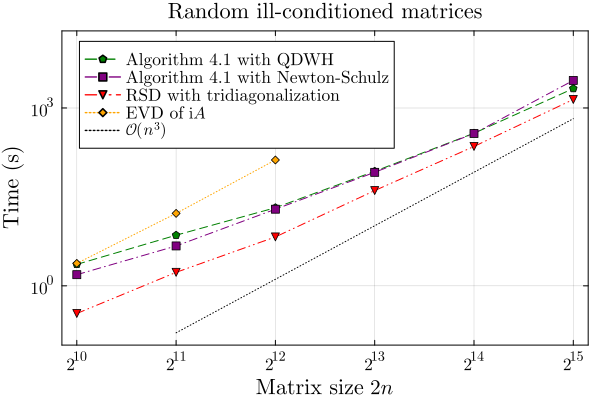 Random ill-conditioned matrices
Algorithm 4.1 with QDWH
Algorithm 4.1 with Newton-Schulz
RSD with tridiagonalization
EVD of iA
𝒪(n³)
Time (s)
10³
10⁰
2¹⁰ 2¹¹ 2¹² 2¹³ 2¹⁴ 2¹⁵
Matrix size 2n